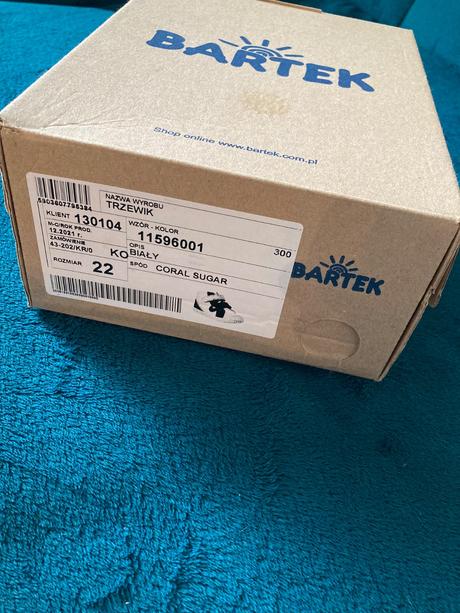 BARTEK
Shop online www.bartek.com.pl
5903607795384
NAZWA WYROBU
TRZEWIK
KLIENT 130104
WZÓR - KOLOR
11596001
300
M-C/ROK PROD.
12.2021 r.
ZAMÓWIENIE
43-202/KR/0
KO
OPIS
BIAŁY
ROZMIAR 22
SPÓD CORAL SUGAR
BARTEK